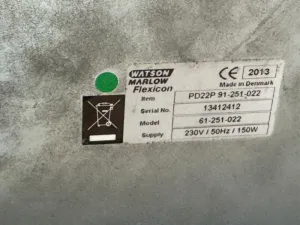 WATSON
MARLOW
Flexicon
CE 2013
Made in Denmark
Item PD22P 91-251-022
Serial No. 13412412
Model 61-251-022
Supply 230V / 50Hz / 150W